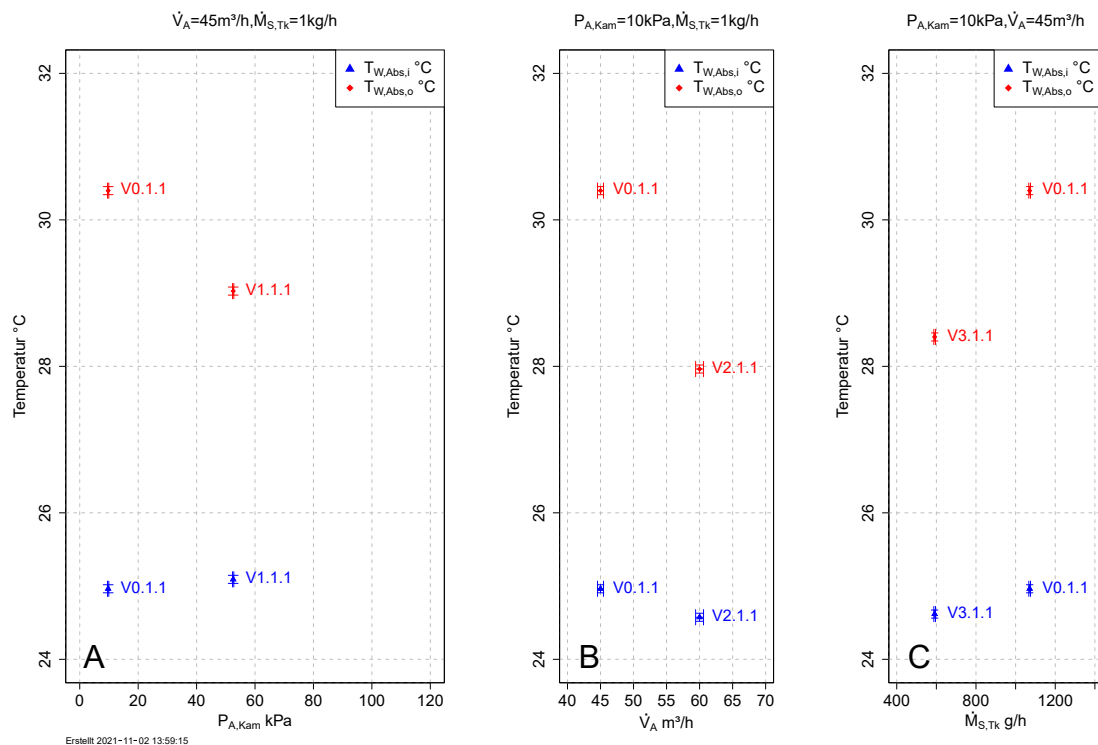 V̇A=45m³/h,ṀS,Tk=1kg/h
TW,Abs,i °C
TW,Abs,o °C
V0.1.1
V1.1.1
V0.1.1
V1.1.1
A
Temperatur °C
24 26 28 30 32
0 20 40 60 80 100 120
PA,Kam kPa
PA,Kam=10kPa,ṀS,Tk=1kg/h
TW,Abs,i °C
TW,Abs,o °C
V0.1.1
V2.1.1
V0.1.1
V2.1.1
B
Temperatur °C
24 26 28 30 32
40 45 50 55 60 65 70
V̇A m³/h
PA,Kam=10kPa,V̇A=45m³/h
TW,Abs,i °C
TW,Abs,o °C
V0.1.1
V3.1.1
V0.1.1
V3.1.1
C
Temperatur °C
24 26 28 30 32
400 800 1200
ṀS,Tk g/h
Erstellt 2021−11−02 13:59:15